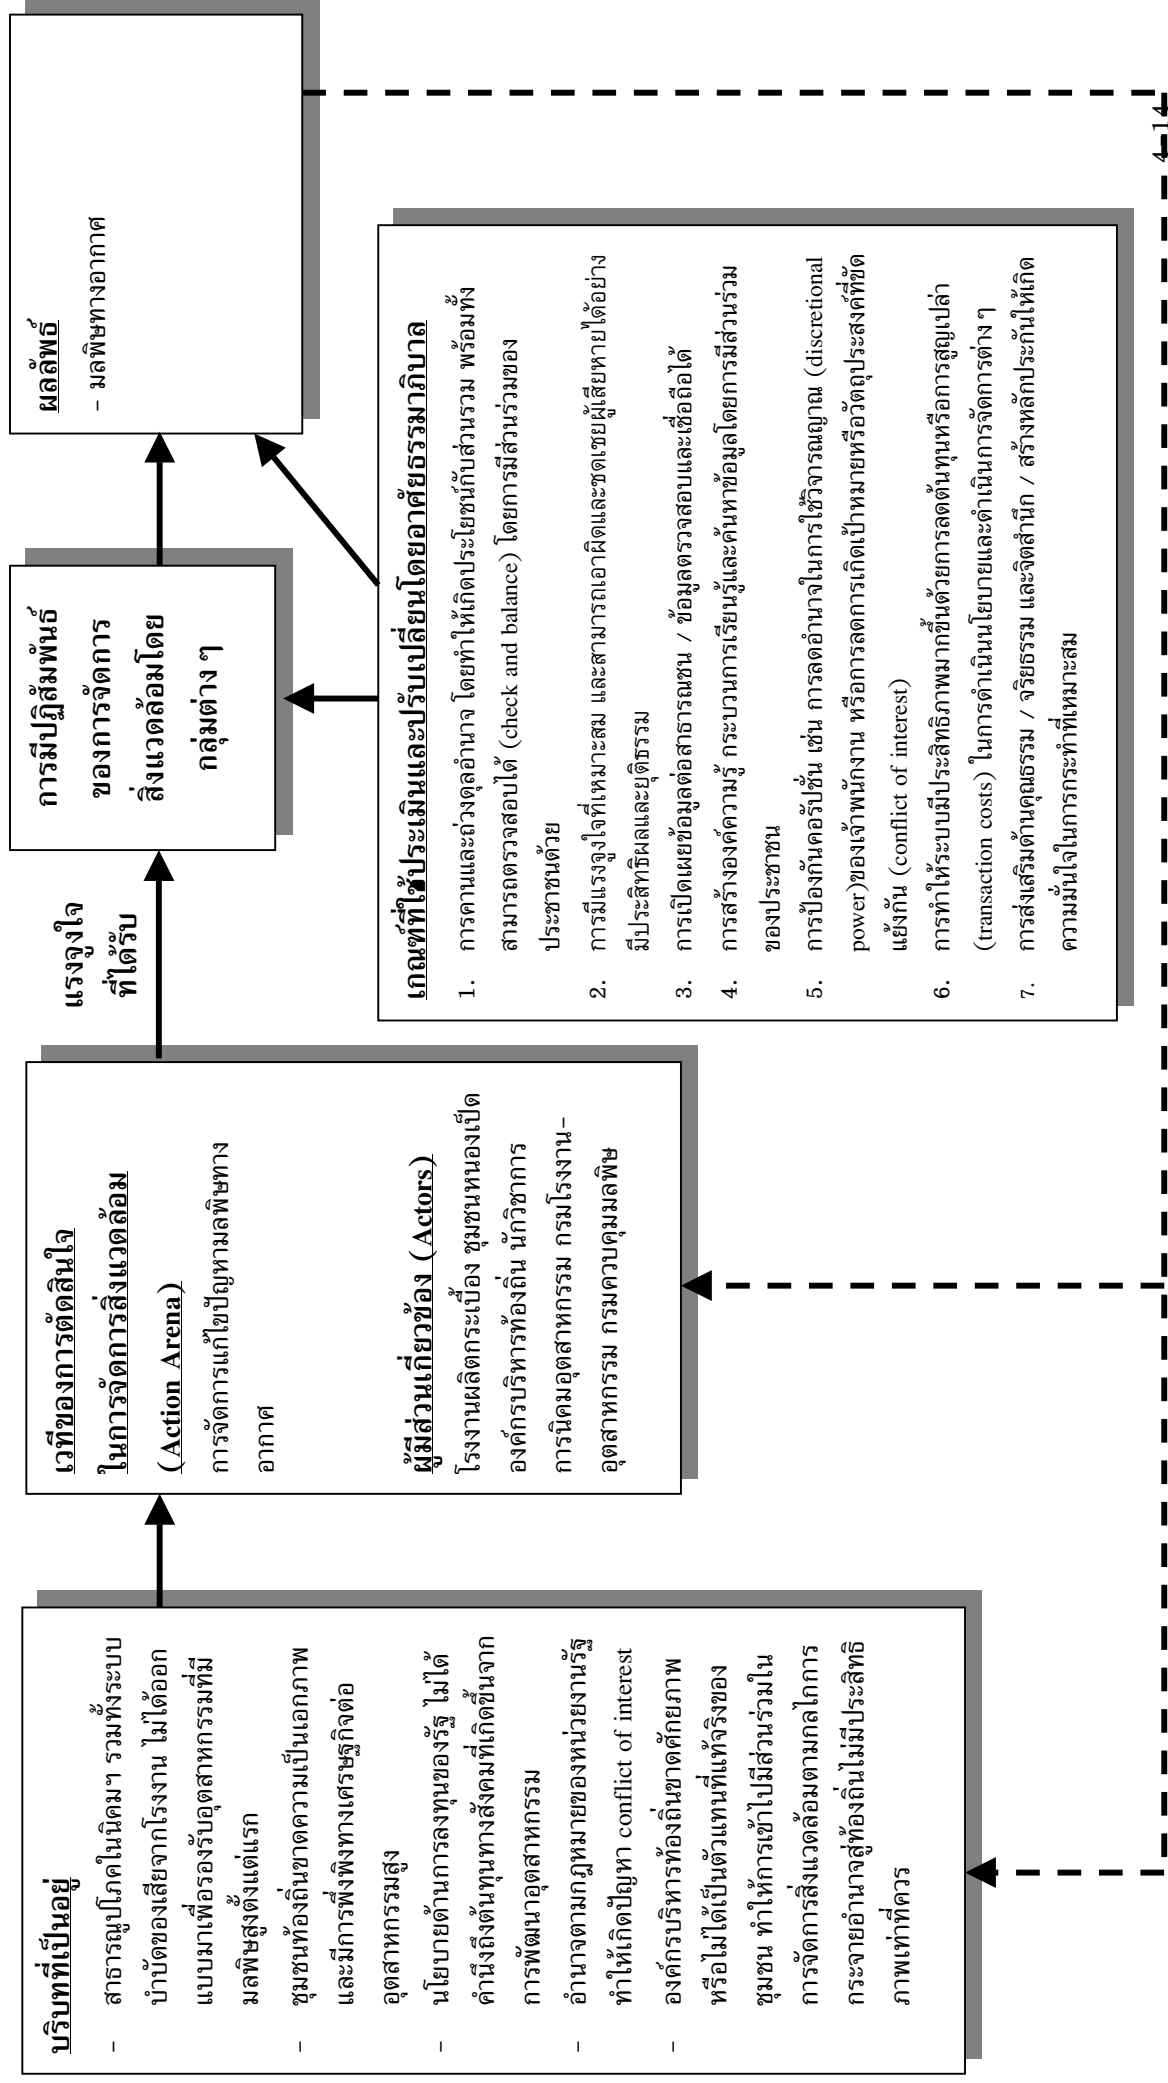 บริบทที่เป็นอยู่
- สาธารณูปโภคในนิคมฯ รวมทั้งระบบ
บำบัดของเสียจากโรงงาน ไม่ได้ออก
แบบมาเพื่อรองรับอุตสาหกรรมที่มี
มลพิษสูงตั้งแต่แรก
- ชุมชนท้องถิ่นขาดความเป็นเอกภาพ
และมีการพึ่งพิงทางเศรษฐกิจต่อ
อุตสาหกรรมสูง
- นโยบายด้านการลงทุนของรัฐ ไม่ได้
คำนึงถึงต้นทุนทางสังคมที่เกิดขึ้นจาก
การพัฒนาอุตสาหกรรม
- อำนาจตามกฎหมายของหน่วยงานรัฐ
ทำให้เกิดปัญหา conflict of interest
- องค์กรบริหารท้องถิ่นขาดศักยภาพ
หรือไม่ได้เป็นตัวแทนที่แท้จริงของ
ชุมชน ทำให้การเข้าไปมีส่วนร่วมใน
การจัดการสิ่งแวดล้อมตามกลไกการ
กระจายอำนาจสู่ท้องถิ่นไม่มีประสิทธิ
ภาพเท่าที่ควร
เวทีของการตัดสินใจ
ในการจัดการสิ่งแวดล้อม
(Action Arena)
การจัดการแก้ไขปัญหามลพิษทาง
อากาศ
ผู้มีส่วนเกี่ยวข้อง (Actors)
โรงงานผลิตกระเบื้อง ชุมชนหนองเป็ด
องค์กรบริหารท้องถิ่น นักวิชาการ
การนิคมอุตสาหกรรม กรมโรงงาน-
อุตสาหกรรม กรมควบคุมมลพิษ
แรงจูงใจ
ที่ได้รับ
การมีปฏิสัมพันธ์
ของการจัดการ
สิ่งแวดล้อมโดย
กลุ่มต่าง ๆ
ผลลัพธ์
- มลพิษทางอากาศ
เกณฑ์ที่ใช้ประเมินและปรับเปลี่ยนโดยอาศัยธรรมาภิบาล
1. การคานและถ่วงดุลอำนาจ โดยทำให้เกิดประโยชน์กับส่วนรวม พร้อมทั้ง
สามารถตรวจสอบได้ (check and balance) โดยการมีส่วนร่วมของ
ประชาชนด้วย
2. การมีแรงจูงใจที่เหมาะสม และสามารถเอาผิดและชดเชยผู้เสียหายได้อย่าง
มีประสิทธิผลและยุติธรรม
3. การเปิดเผยข้อมูลต่อสาธารณชน / ข้อมูลตรวจสอบและเชื่อถือได้
4. การสร้างองค์ความรู้ กระบวนการเรียนรู้และค้นหาข้อมูลโดยการมีส่วนร่วม
ของประชาชน
5. การป้องกันคอรัปชั่น เช่น การลดอำนาจในการใช้วิจารณญาณ (discretional
power)ของเจ้าพนักงาน หรือการลดการเกิดเป้าหมายหรือวัตถุประสงค์ที่ขัด
แย้งกัน (conflict of interest)
6. การทำให้ระบบมีประสิทธิภาพมากขึ้นด้วยการลดต้นทุนหรือการสูญเปล่า
(transaction costs) ในการดำเนินนโยบายและดำเนินการจัดการต่าง ๆ
7. การส่งเสริมด้านคุณธรรม / จริยธรรม และจิตสำนึก / สร้างหลักประกันให้เกิด
ความมั่นใจในการกระทำที่เหมาะสม
4-14